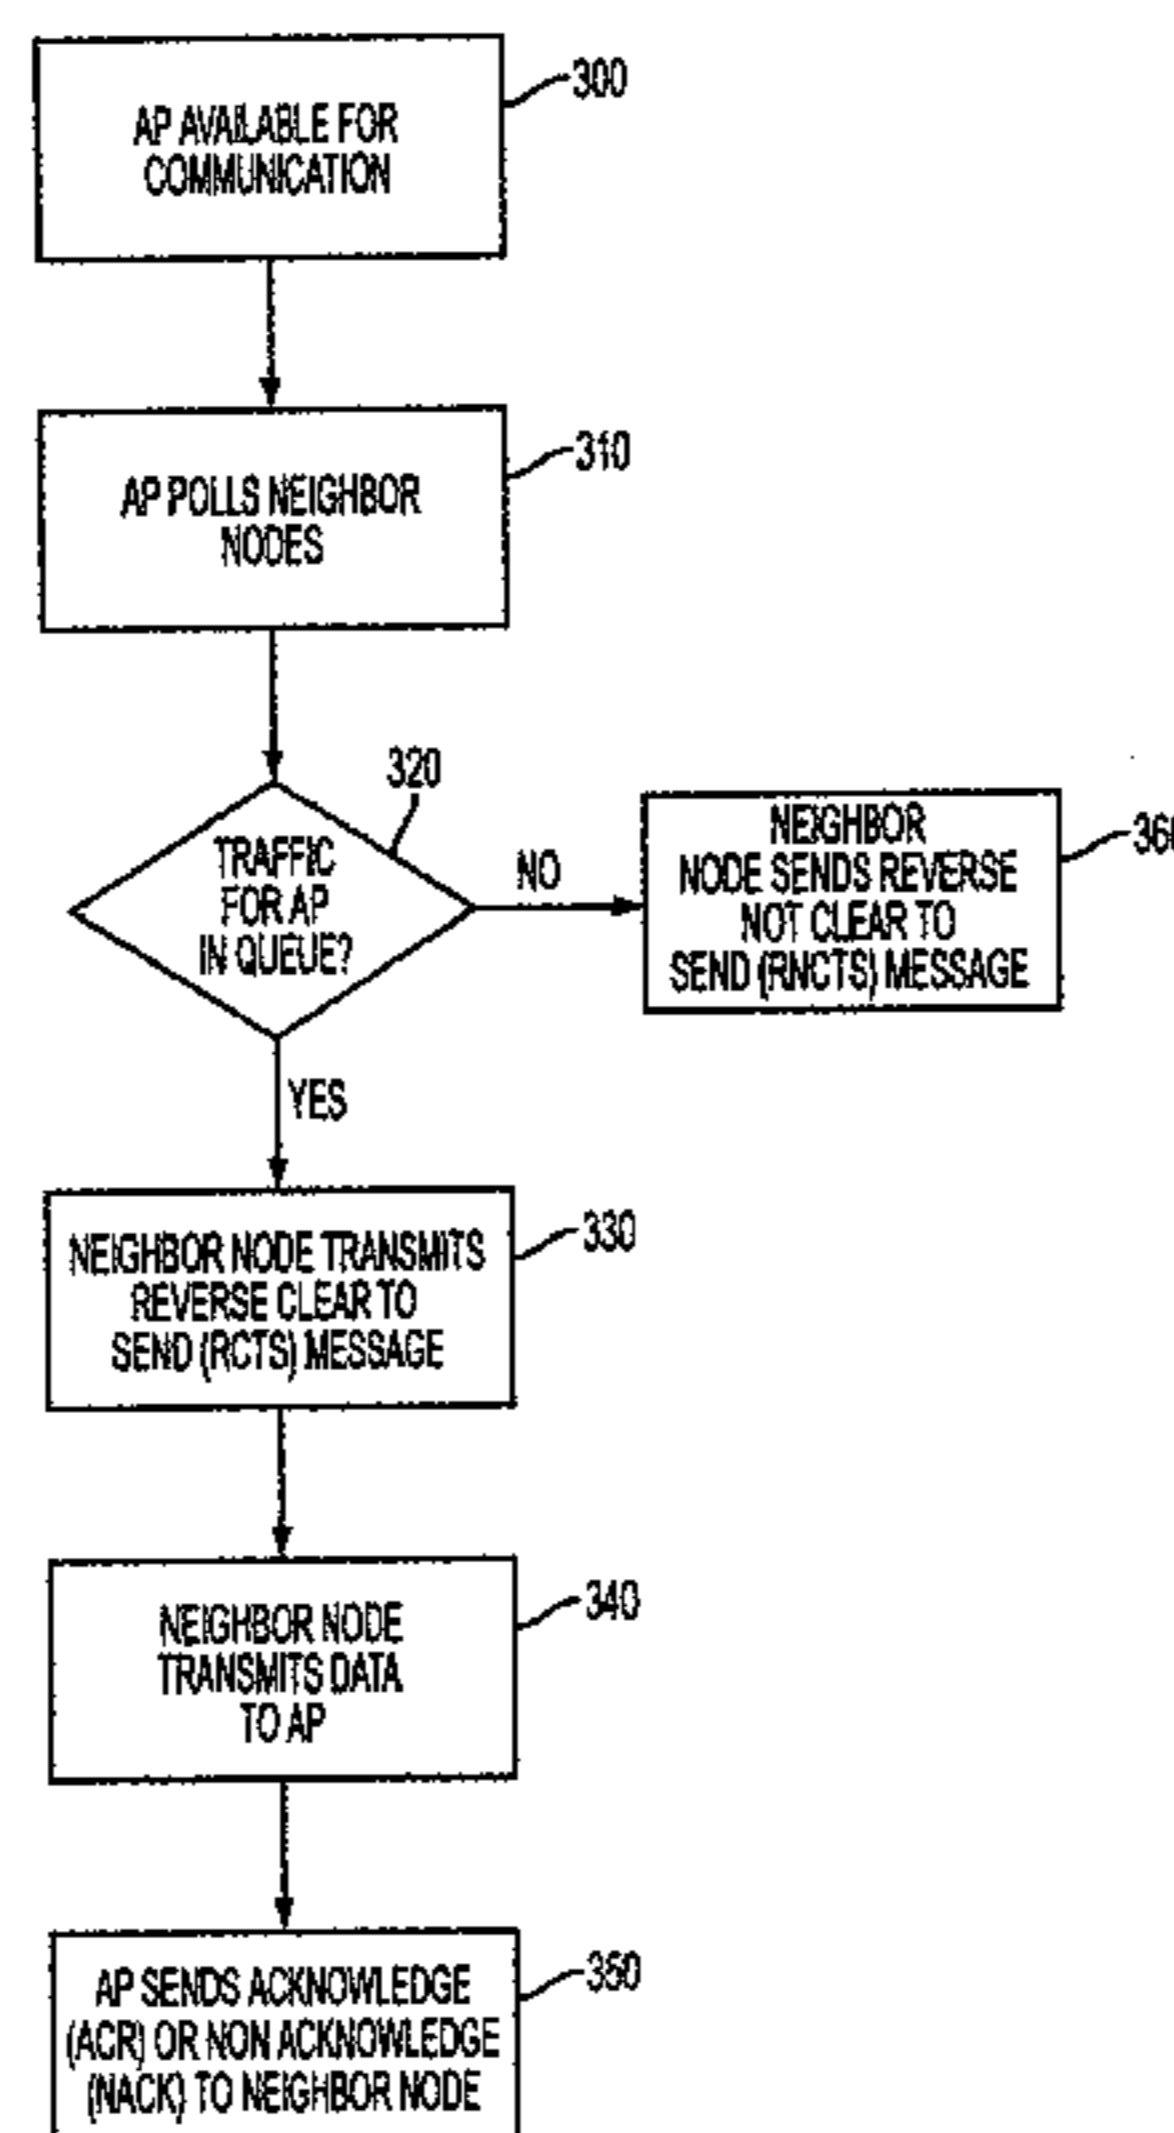 300
AP AVAILABLE FOR
COMMUNICATION
310
AP POLLS NEIGHBOR
NODES
320
TRAFFIC
FOR AP
IN QUEUE?
NO
NEIGHBOR
NODE SENDS REVERSE
NOT CLEAR TO
SEND (RNCTS) MESSAGE
360
YES
330
NEIGHBOR NODE TRANSMITS
REVERSE CLEAR TO
SEND (RCTS) MESSAGE
340
NEIGHBOR NODE
TRANSMITS DATA
TO AP
350
AP SENDS ACKNOWLEDGE
(ACR) OR NON ACKNOWLEDGE
(NACK) TO NEIGHBOR NODE